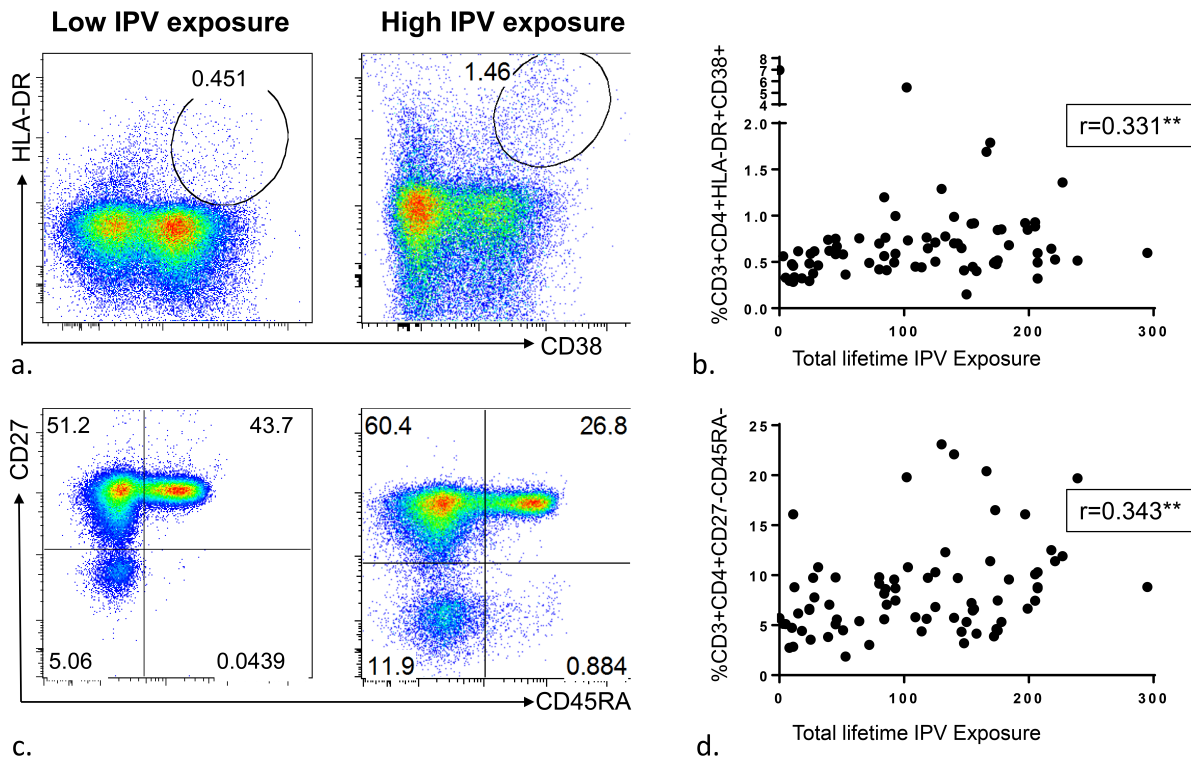 Low IPV exposure
High IPV exposure
HLA-DR
0.451
1.46
CD38
a.
%CD3+CD4+HLA-DR+CD38+
8
7
6
5
4
2.0
1.5
1.0
0.5
0.0
0
100
200
300
r=0.331**
Total lifetime IPV Exposure
b.
CD27
51.2
43.7
5.06
0.0439
60.4
26.8
11.9
0.884
CD45RA
c.
%CD3+CD4+CD27-CD45RA-
25
20
15
10
5
0
0
100
200
300
r=0.343**
Total lifetime IPV Exposure
d.